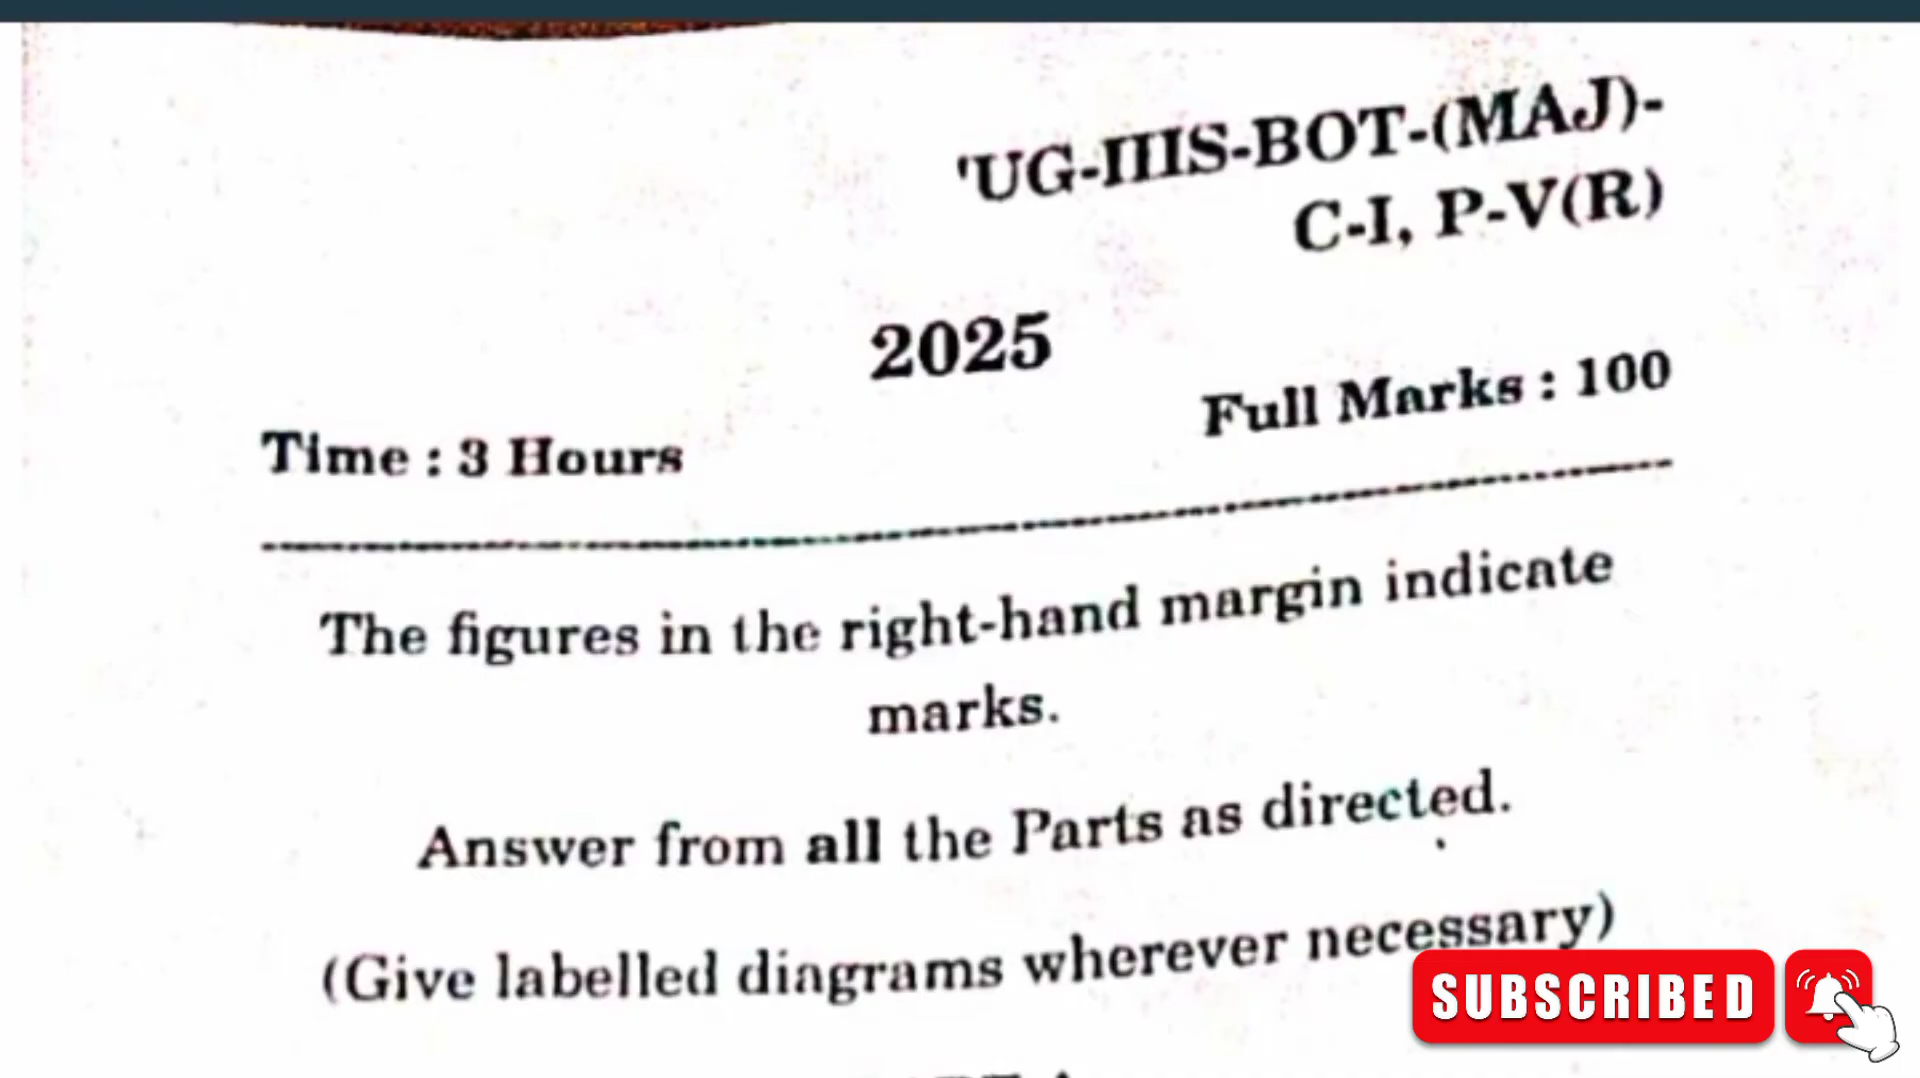 'UG-IIIS-BOT-(MAJ)-
C-I, P-V(R)
2025
Full Marks : 100
Time : 3 Hours
The figures in the right-hand margin indicate
marks.
Answer from all the Parts as directed.
(Give labelled diagrams wherever necessary)
SUBSCRIBED